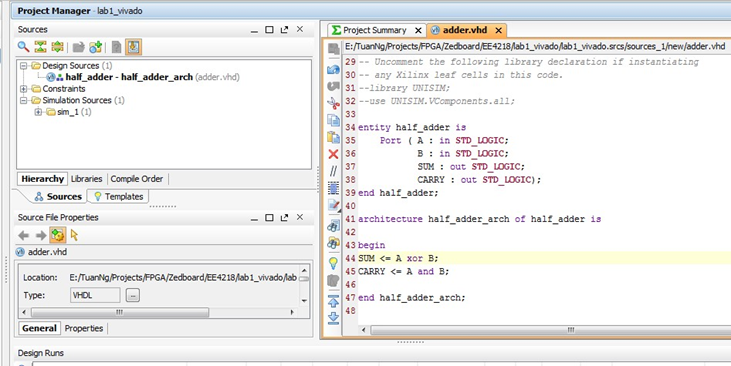 Project Manager - lab1_vivado
Sources
Design Sources (1)
half_adder - half_adder_arch (adder.vhd)
Constraints
Simulation Sources (1)
sim_1 (1)
Hierarchy Libraries Compile Order
Sources Templates
Source File Properties
adder.vhd
Location: E:/TuanNg/Projects/FPGA/Zedboard/EE4218/lab1_vivado/lab
Type: VHDL ...
General Properties
Design Runs
Project Summary adder.vhd
E:/TuanNg/Projects/FPGA/Zedboard/EE4218/lab1_vivado/lab1_vivado.srcs/sources_1/new/adder.vhd
29 -- Uncomment the following library declaration if instantiating
30 -- any Xilinx leaf cells in this code.
31 --library UNISIM;
32 --use UNISIM.VComponents.all;
33
34 entity half_adder is
35 Port ( A : in STD_LOGIC;
36 B : in STD_LOGIC;
37 SUM : out STD_LOGIC;
38 CARRY : out STD_LOGIC);
39 end half_adder;
40
41 architecture half_adder_arch of half_adder is
42
43 begin
44 SUM <= A xor B;
45 CARRY <= A and B;
46
47 end half_adder_arch;
48